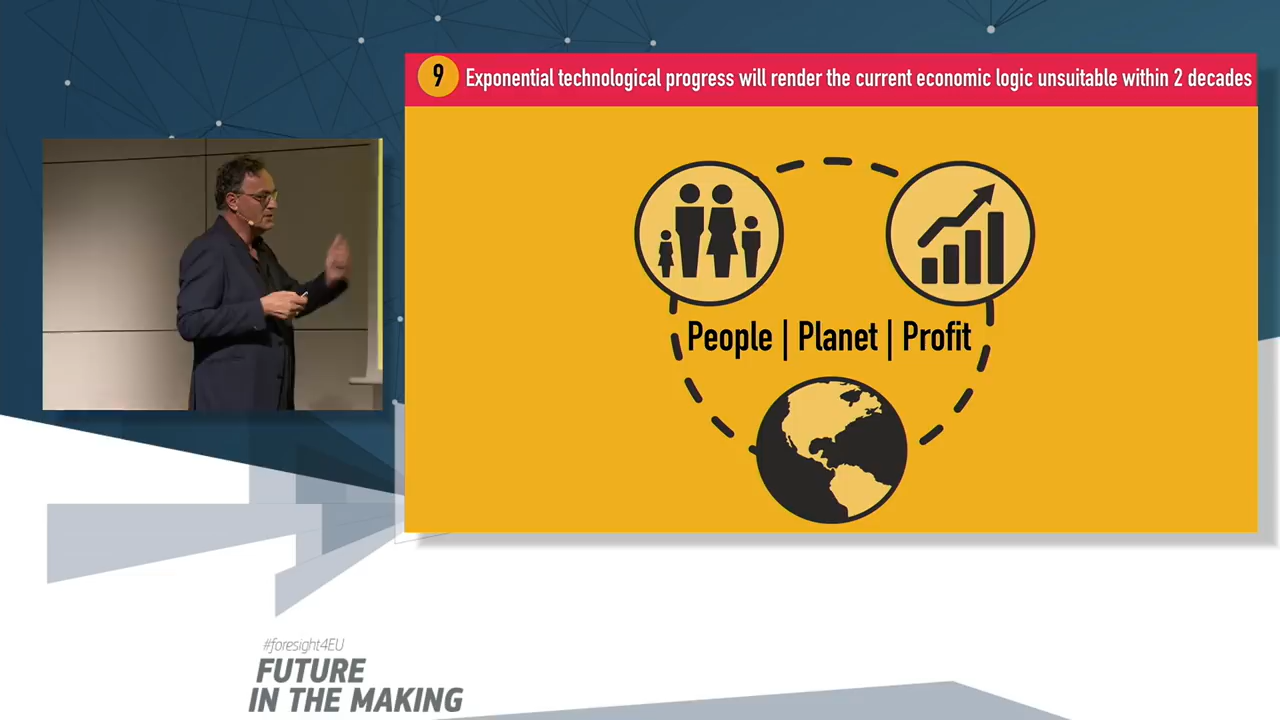 9 Exponential technological progress will render the current economic logic unsuitable within 2 decades
People | Planet | Profit
#foresight4EU
FUTURE
IN THE MAKING